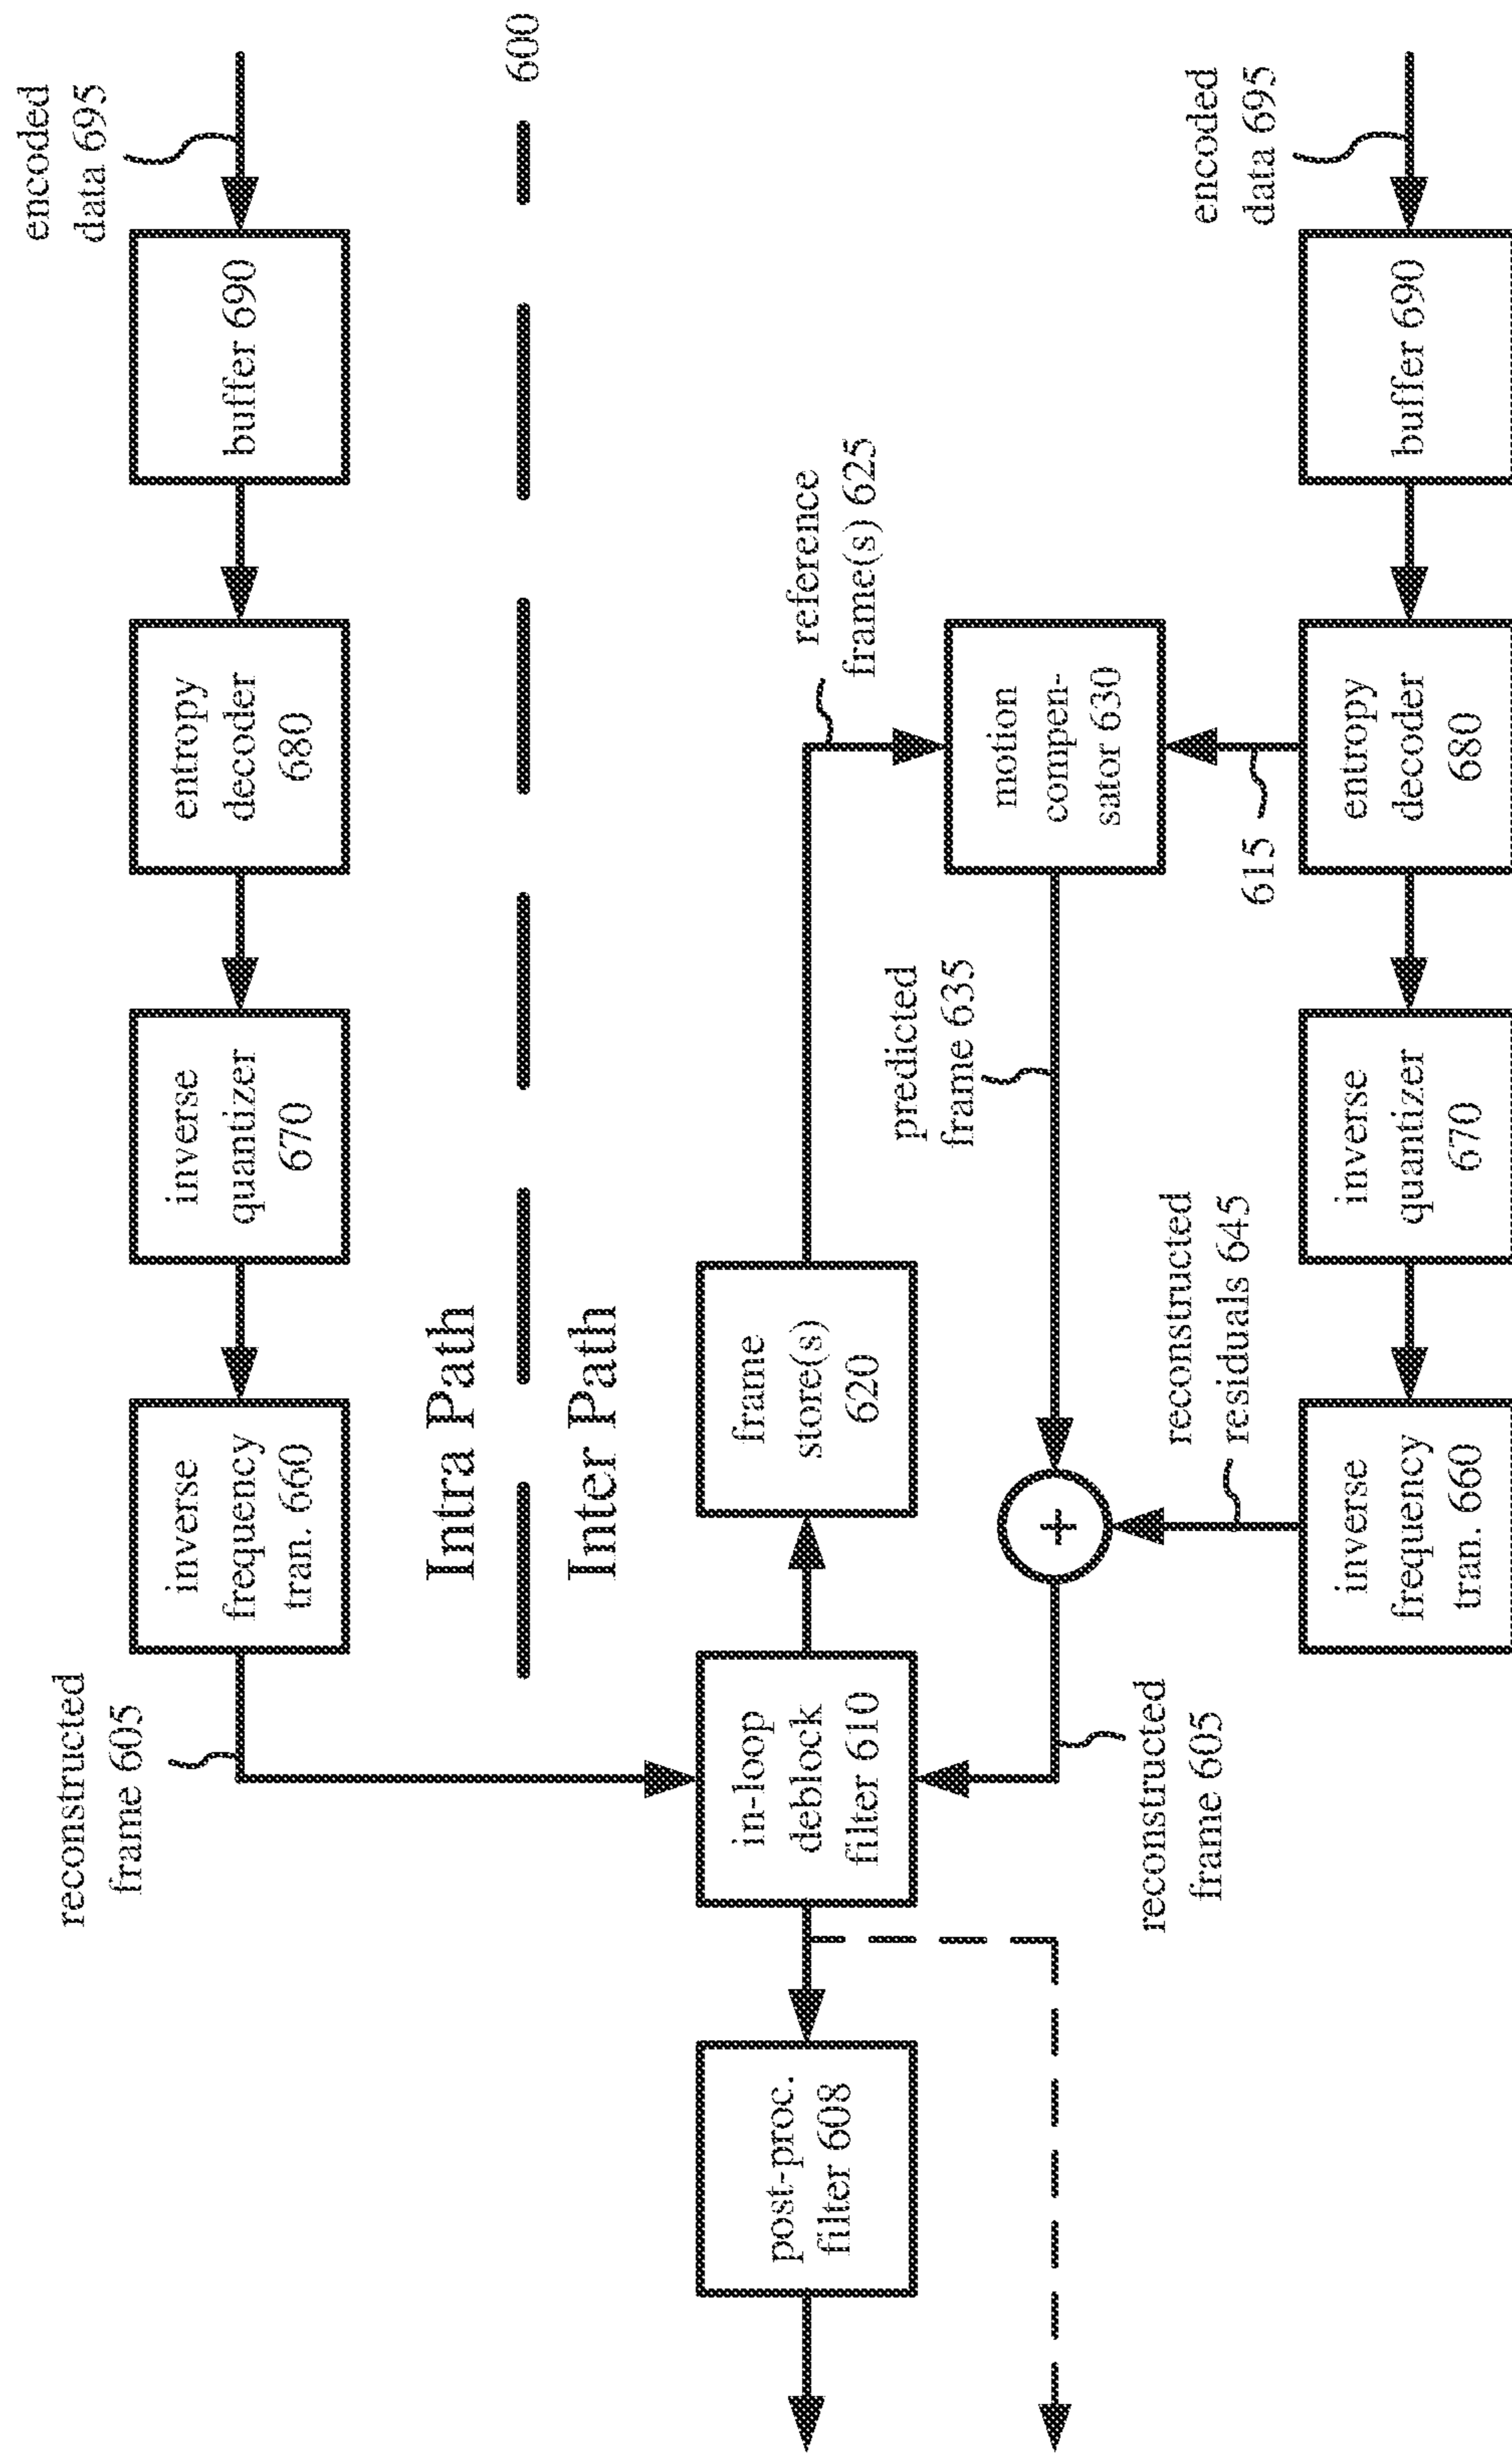 encoded
data 695
buffer 690
entropy
decoder
680
inverse
quantizer
670
inverse
frequency
tran. 660
reconstructed
frame 605
600
Intra Path
Inter Path
post-proc.
filter 608
in-loop
deblock
filter 610
frame
store(s)
620
reference
frame(s) 625
motion
compen-
sator 630
predicted
frame 635
+
615
reconstructed
frame 605
reconstructed
residuals 645
encoded
data 695
buffer 690
entropy
decoder
680
inverse
quantizer
670
inverse
frequency
tran. 660